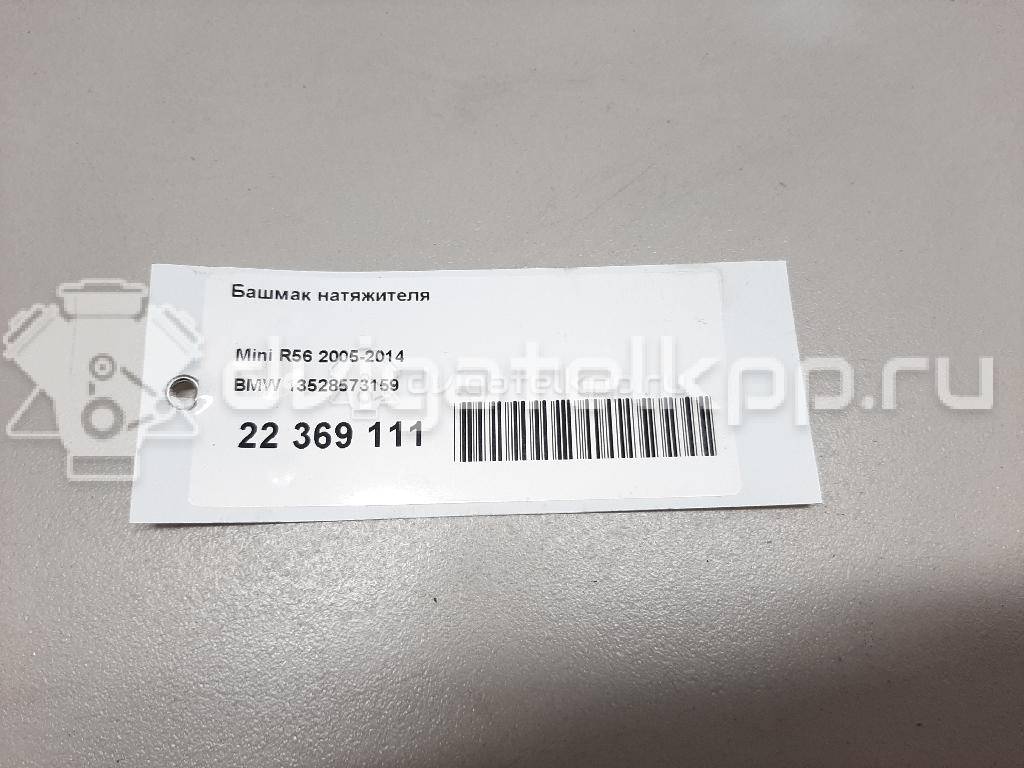 Башмак натяжителя
Mini R56 2005-2014
BMW 13528573159
22 369 111
dvigatelkpp.ru